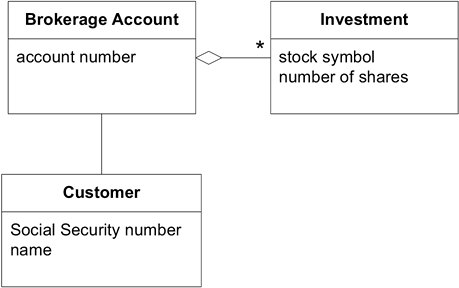 Brokerage Account
account number
*
Investment
stock symbol
number of shares
Customer
Social Security number
name